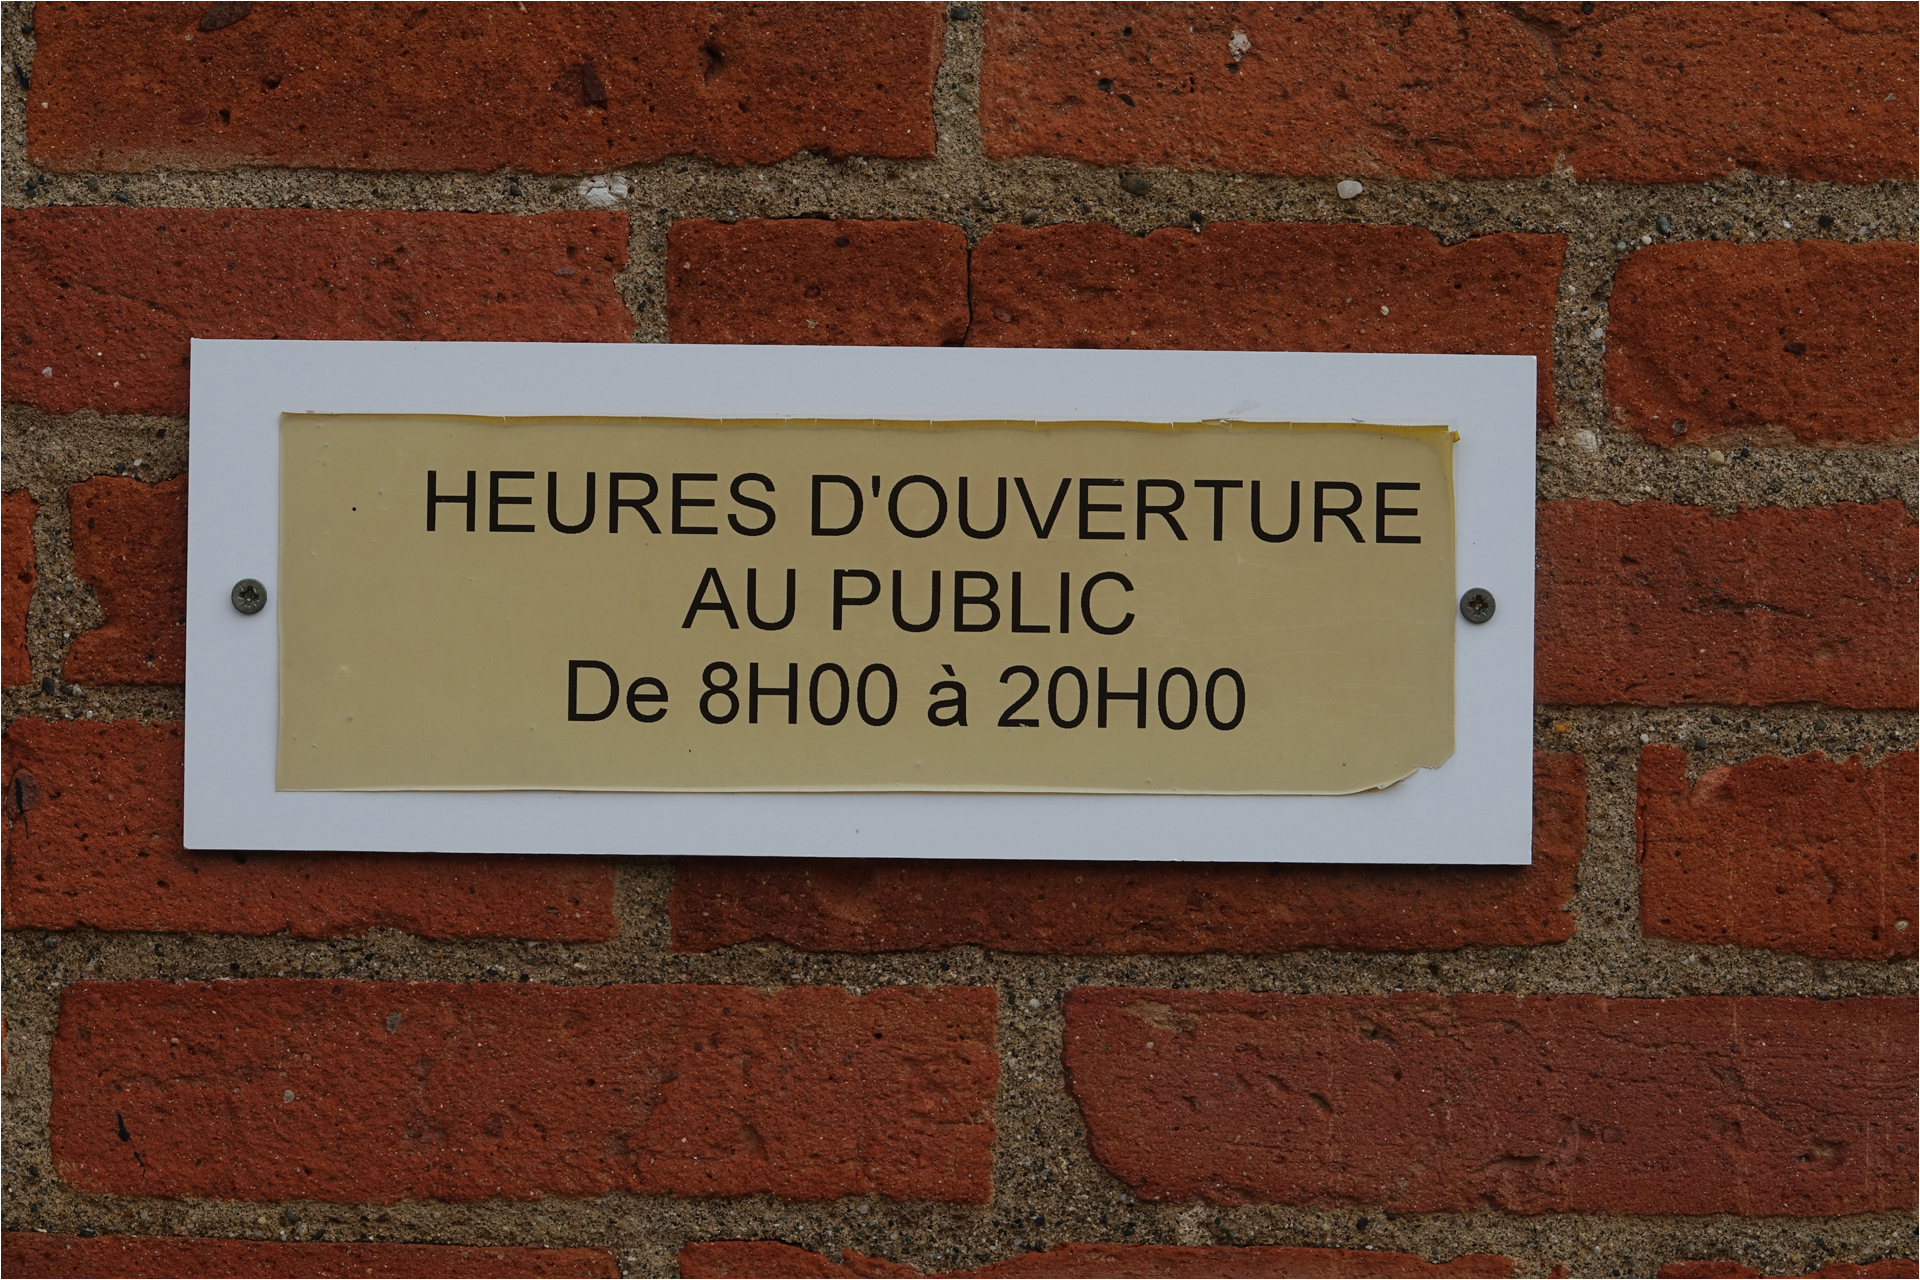 HEURES D'OUVERTURE
AU PUBLIC
De 8H00 à 20H00